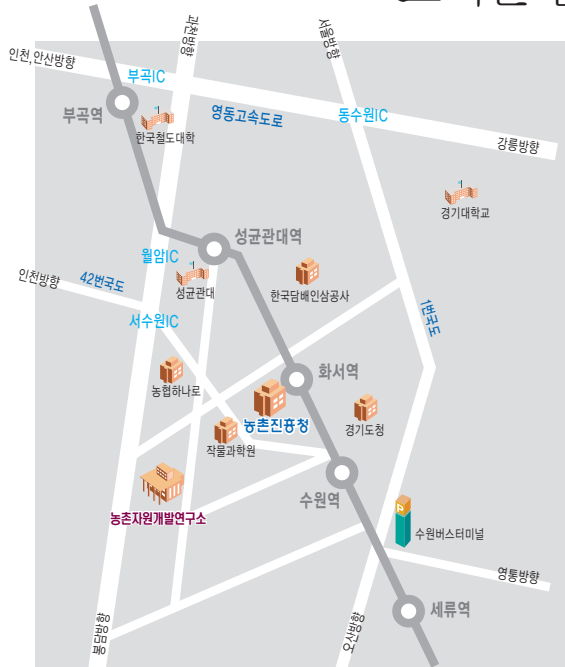 과천방향
서울방향
인천,안산방향
부곡IC
부곡역
영동고속도로
동수원IC
한국철도대학
강릉방향
경기대학교
성균관대역
월암IC
인천방향
42번국도
성균관대
한국담배인삼공사
1번국도
서수원IC
화서역
농협하나로
농촌진흥청
경기도청
작물과학원
수원역
농촌자원개발연구소
P
수원버스터미널
영통방향
세류역
봉담방향
오산방향